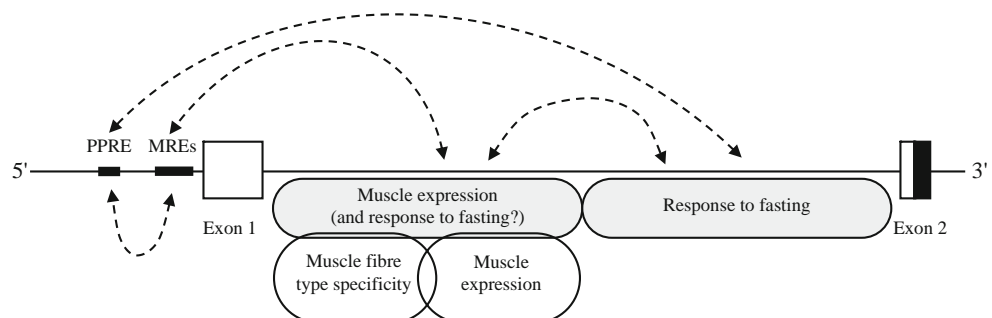 PPRE MREs
5' 3'
Exon 1
Muscle expression
(and response to fasting?)
Response to fasting
Exon 2
Muscle fibre
type specificity
Muscle
expression